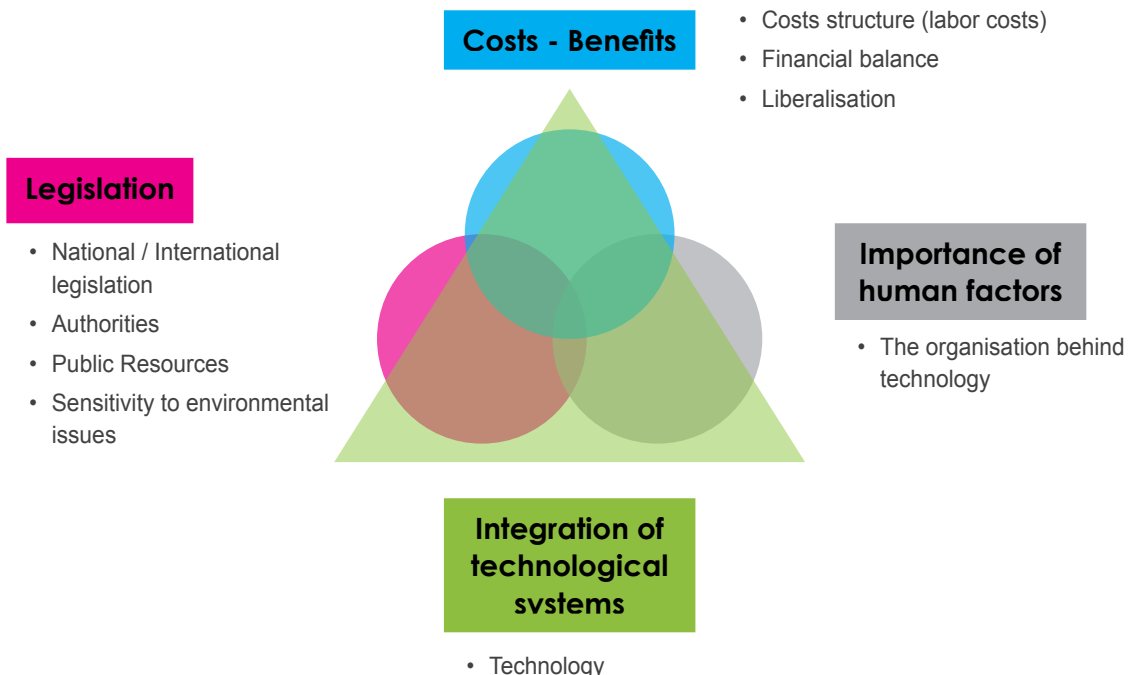 Costs - Benefits
• Costs structure (labor costs)
• Financial balance
• Liberalisation
Legislation
• National / International
legislation
• Authorities
• Public Resources
• Sensitivity to environmental
issues
Importance of
human factors
• The organisation behind
technology
Integration of
technological
systems
• Technology